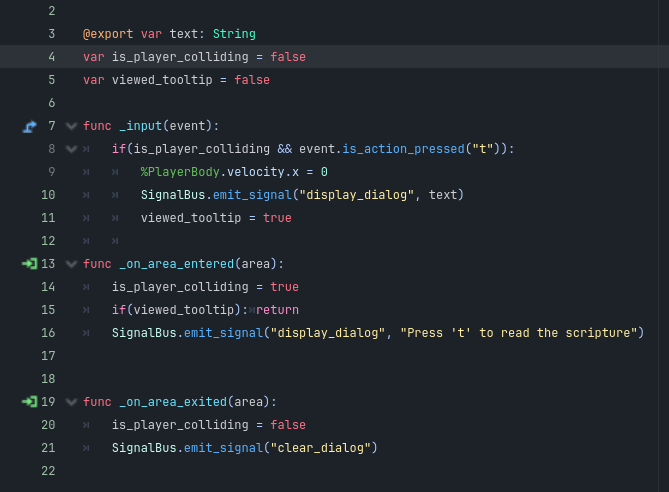 2
3 @export var text: String
4 var is_player_colliding = false
5 var viewed_tooltip = false
6
7 func _input(event):
8 if(is_player_colliding && event.is_action_pressed("t")):
9 %PlayerBody.velocity.x = 0
10 SignalBus.emit_signal("display_dialog", text)
11 viewed_tooltip = true
12
13 func _on_area_entered(area):
14 is_player_colliding = true
15 if(viewed_tooltip): return
16 SignalBus.emit_signal("display_dialog", "Press 't' to read the scripture")
17
18
19 func _on_area_exited(area):
20 is_player_colliding = false
21 SignalBus.emit_signal("clear_dialog")
22